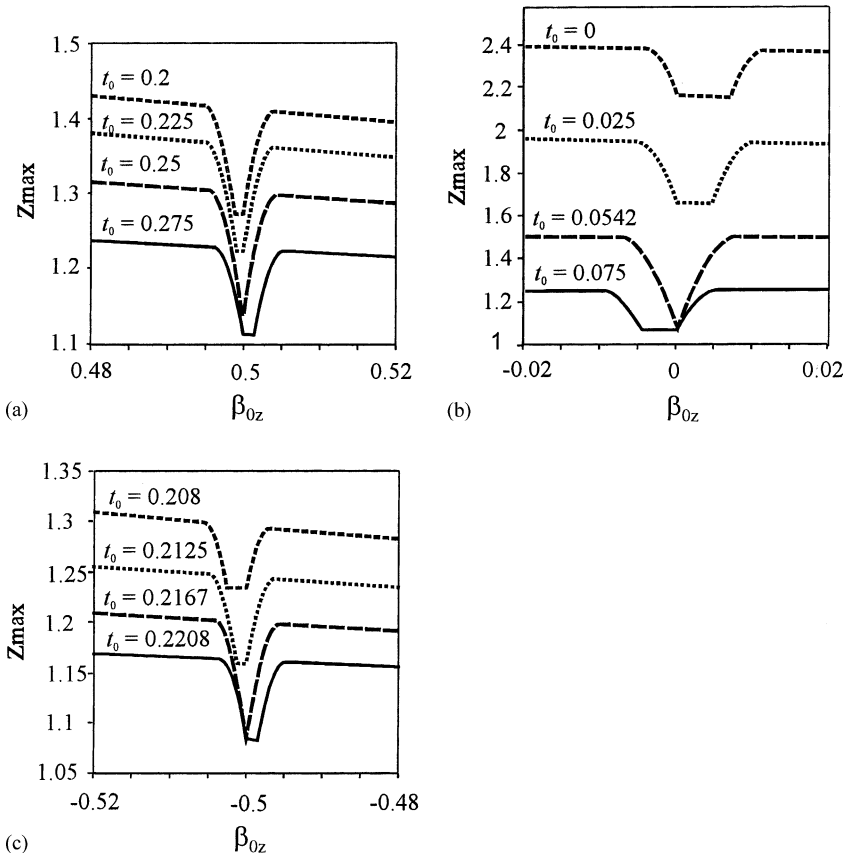 1.5
t₀ = 0.2
0.225
t₀ = 0.25
t₀ = 0.275
1.4
1.3
1.2
1.1
Zmax
0.48
0.5
0.52
β₀z
(a)
t₀ = 0
2.4
2.2
t₀ = 0.025
2
1.8
1.6
t₀ = 0.0542
1.4
t₀ = 0.075
1.2
1
Zmax
-0.02
0
0.02
β₀z
(b)
1.35
t₀ = 0.208
1.3
t₀ = 0.2125
1.25
t₀ = 0.2167
1.2
t₀ = 0.2208
1.15
1.1
1.05
Zmax
-0.52
-0.5
-0.48
β₀z
(c)